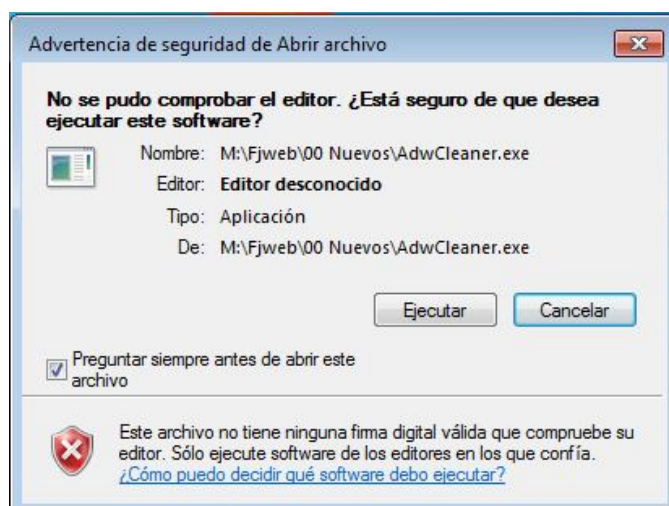 Advertencia de seguridad de Abrir archivo
No se pudo comprobar el editor. ¿Está seguro de que desea
ejecutar este software?
Nombre: M:\Fjweb\00 Nuevos\AdwCleaner.exe
Editor: Editor desconocido
Tipo: Aplicación
De: M:\Fjweb\00 Nuevos\AdwCleaner.exe
Ejecutar Cancelar
Preguntar siempre antes de abrir este
archivo
Este archivo no tiene ninguna firma digital válida que compruebe su
editor. Sólo ejecute software de los editores en los que confía.
¿Cómo puedo decidir qué software debo ejecutar?